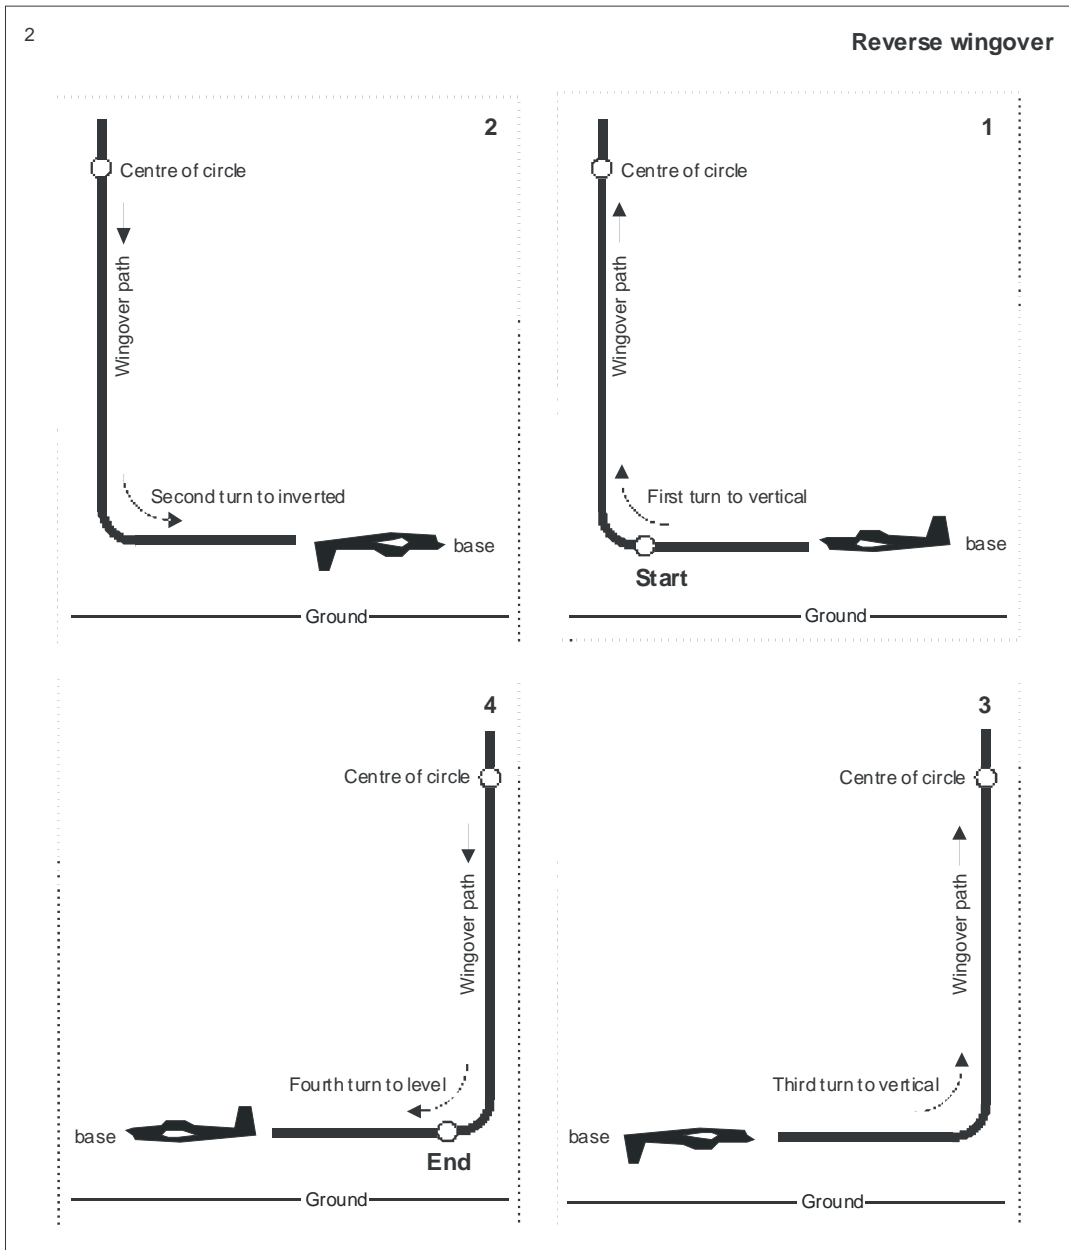 2
Reverse wingover
2
Centre of circle
Wingover path
Second turn to inverted
base
Ground
1
Centre of circle
Wingover path
First turn to vertical
base
Start
Ground
4
Centre of circle
Wingover path
Fourth turn to level
base
End
Ground
3
Centre of circle
Wingover path
Third turn to vertical
base
Ground